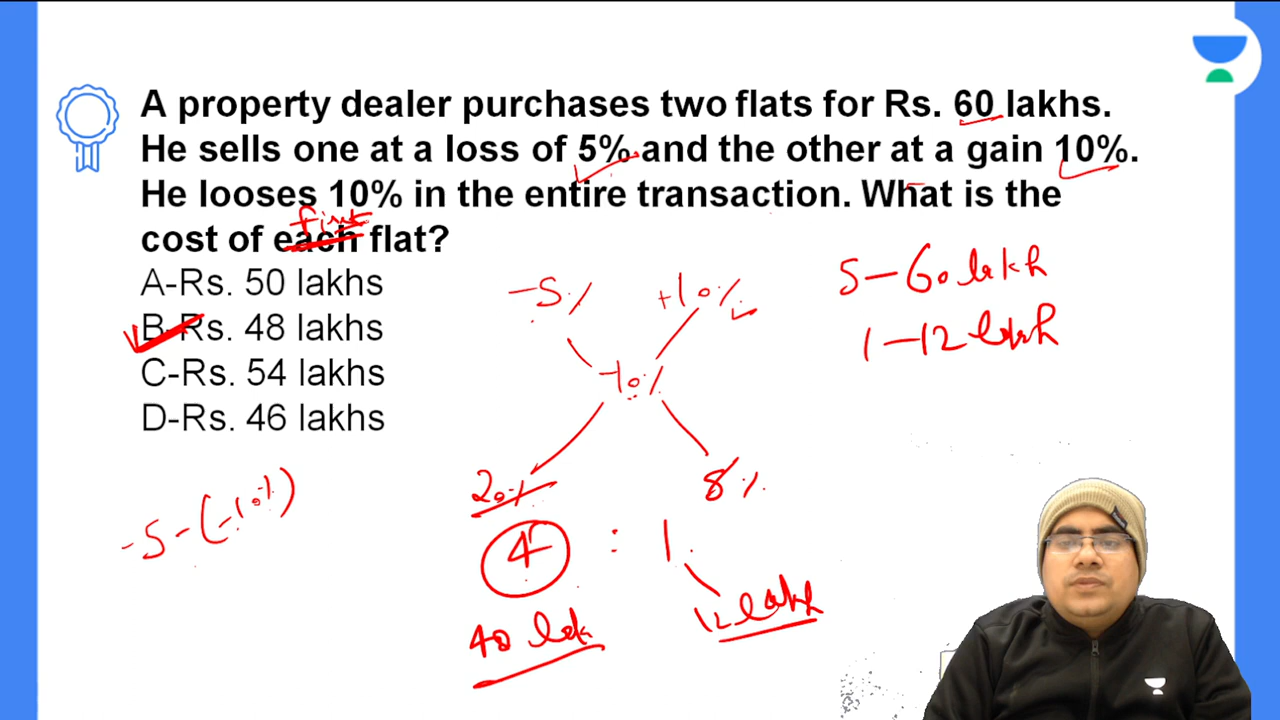 A property dealer purchases two flats for Rs. 60 lakhs.
He sells one at a loss of 5% and the other at a gain 10%.
He looses 10% in the entire transaction. What is the
first
cost of each flat?
A-Rs. 50 lakhs
B-Rs. 48 lakhs
C-Rs. 54 lakhs
D-Rs. 46 lakhs
5 - 60 lakh
1 - 12 lakh
-5% +10%
-10%
20% 8%
4 : 1
12 lakh
-5-(-10%)